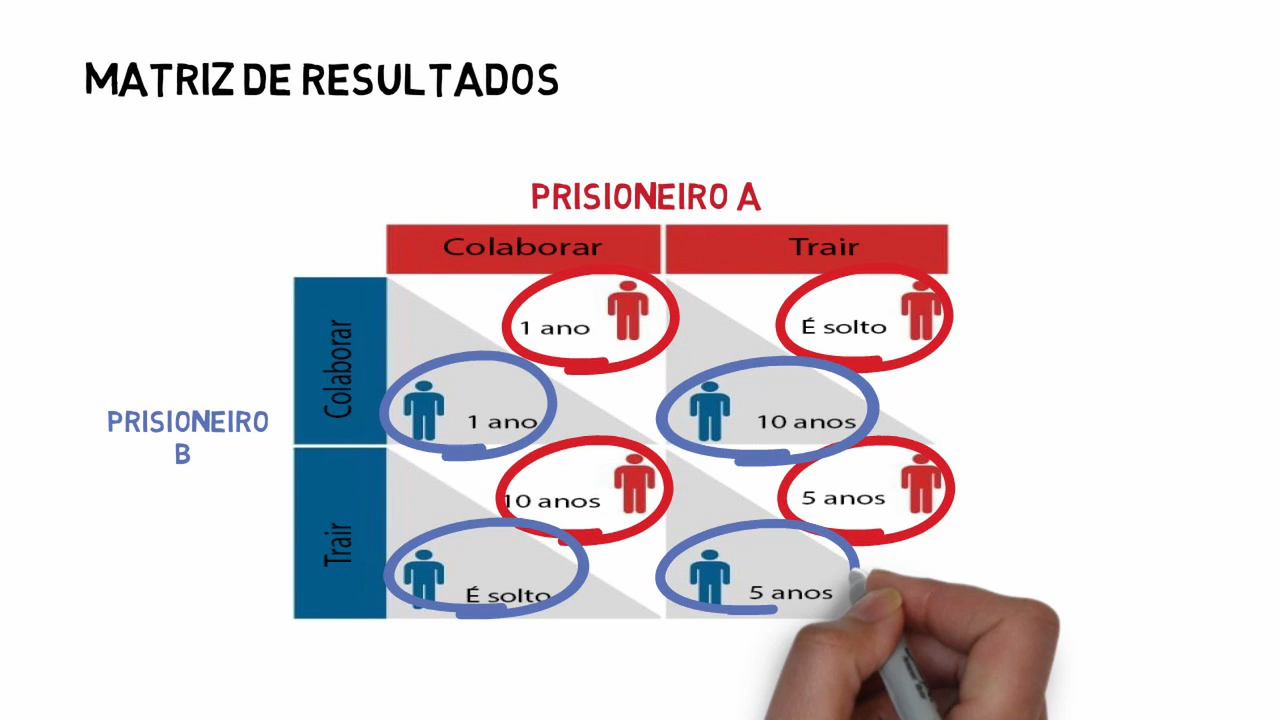 MATRIZ DE RESULTADOS
PRISIONEIRO A
Colaborar
Trair
Colaborar
1 ano
É solto
1 ano
10 anos
PRISIONEIRO
B
Trair
10 anos
5 anos
É solto
5 anos